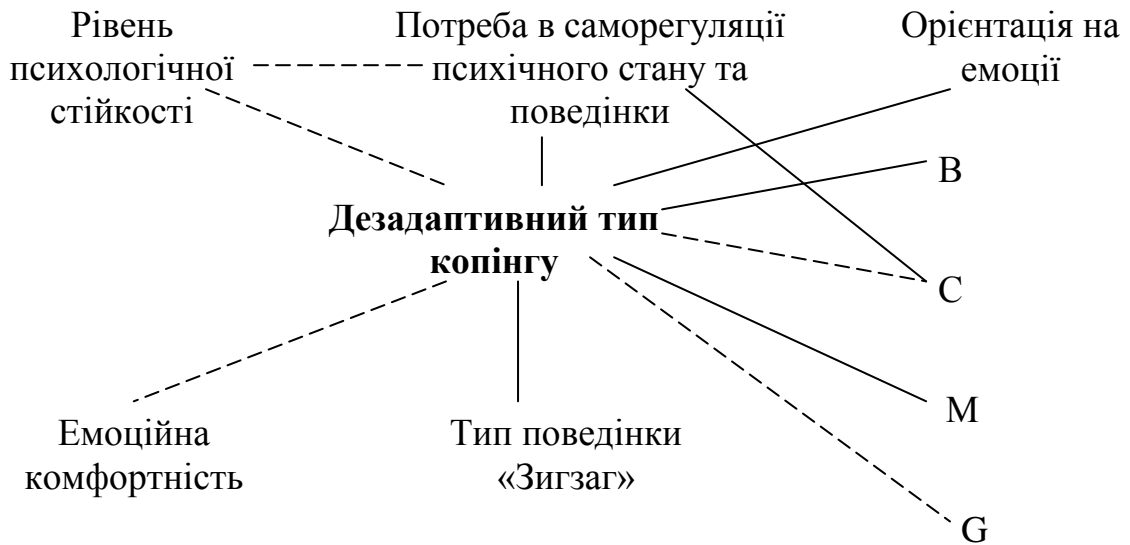 Рівень
психологічної
стійкості
Потреба в саморегуляції
психічного стану та
поведінки
Орієнтація на
емоції
B
Дезадаптивний тип
копінгу
C
M
Емоційна
комфортність
Тип поведінки
«Зигзаг»
G